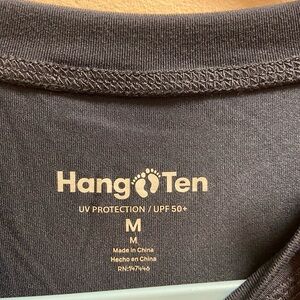 Hang Ten
UV PROTECTION / UPF 50+
M
M
Made in China
Hecho en China
RN:147446